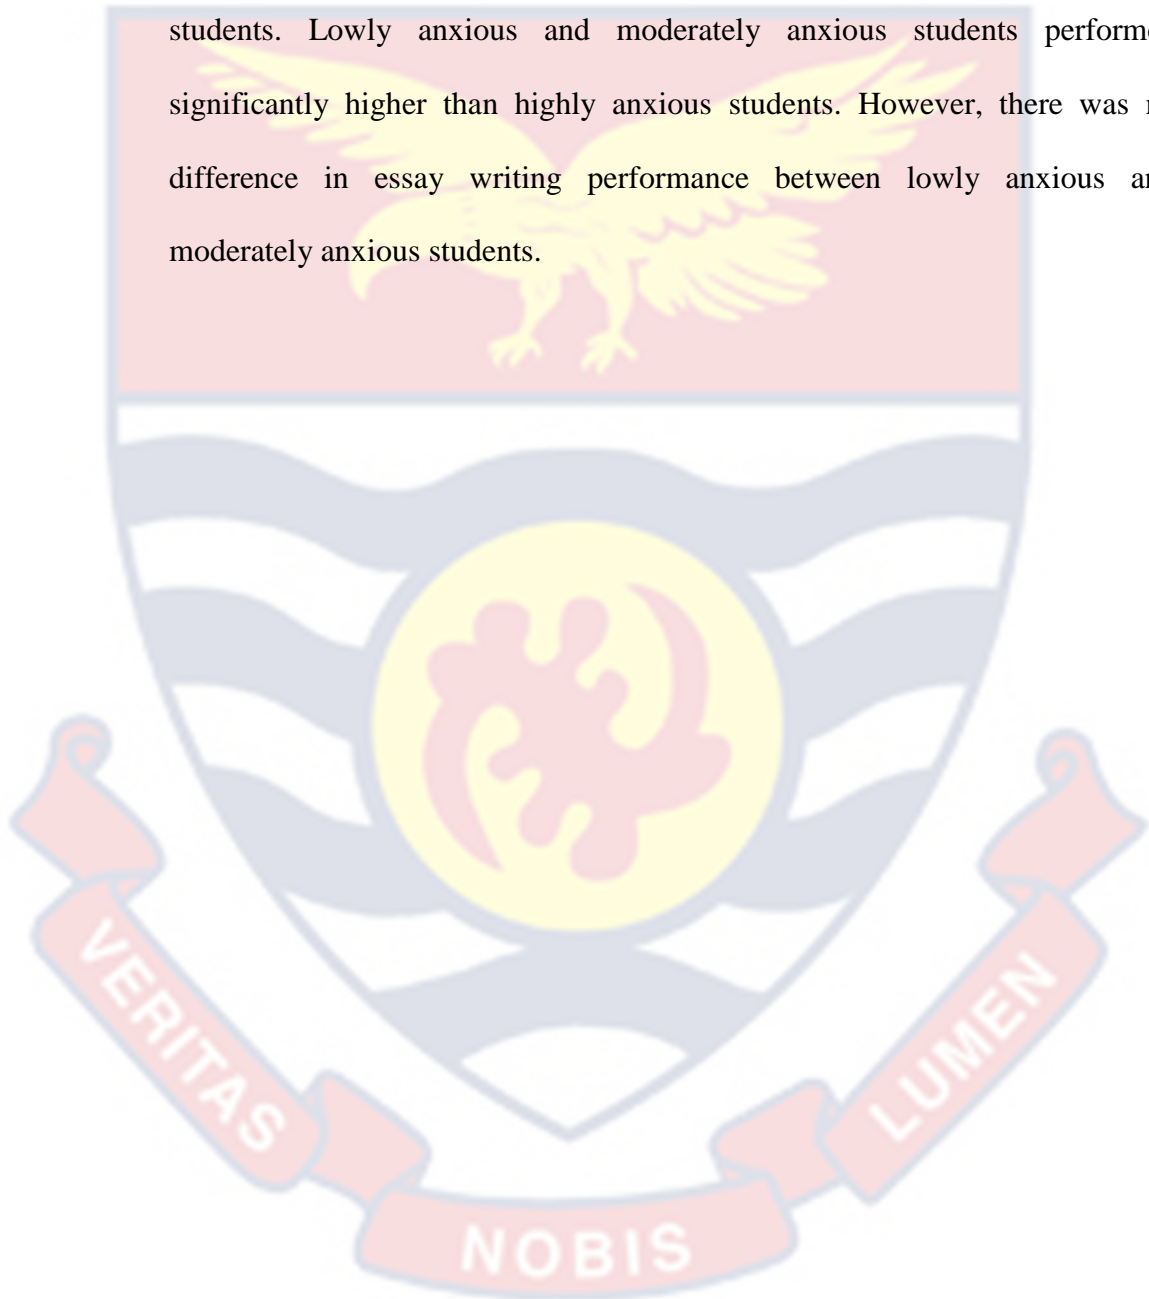 students. Lowly anxious and moderately anxious students performe
significantly higher than highly anxious students. However, there was
difference in essay writing performance between lowly anxious
moderately anxious students.
VERITAS
NOBIS
LUMEN